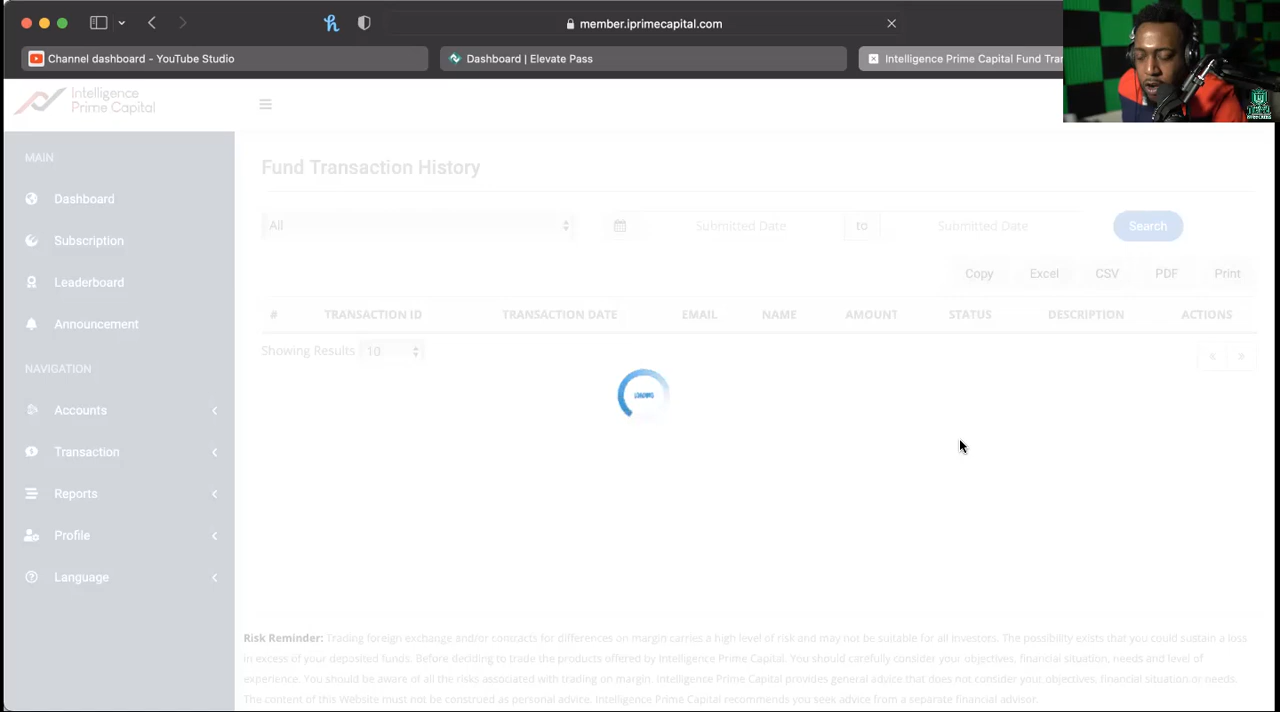 member.iprimecapital.com
Channel dashboard - YouTube Studio
Dashboard | Elevate Pass
Intelligence Prime Capital Fund Tra
Intelligence
Prime Capital
MAIN
Dashboard
Subscription
Leaderboard
Announcement
NAVIGATION
Accounts
Transaction
Reports
Profile
Language
Fund Transaction History
All
Submitted Date
to
Submitted Date
Search
Copy
Excel
CSV
PDF
Print
# TRANSACTION ID TRANSACTION DATE EMAIL NAME AMOUNT STATUS DESCRIPTION ACTIONS
Showing Results 10
« »
LOADING
Risk Reminder: Trading foreign exchange and/or contracts for differences on margin carries a high level of risk and may not be suitable for all investors. The possibility exists that you could sustain a loss
in excess of your deposited funds. Before deciding to trade the products offered by Intelligence Prime Capital. You should carefully consider your objectives, financial situation, needs and level of
experience. You should be aware of all the risks associated with trading on margin. Intelligence Prime Capital provides general advice that does not consider your objectives, financial situation or needs.
The content of this Website must not be construed as personal advice. Intelligence Prime Capital recommends you seek advice from a separate financial advisor.